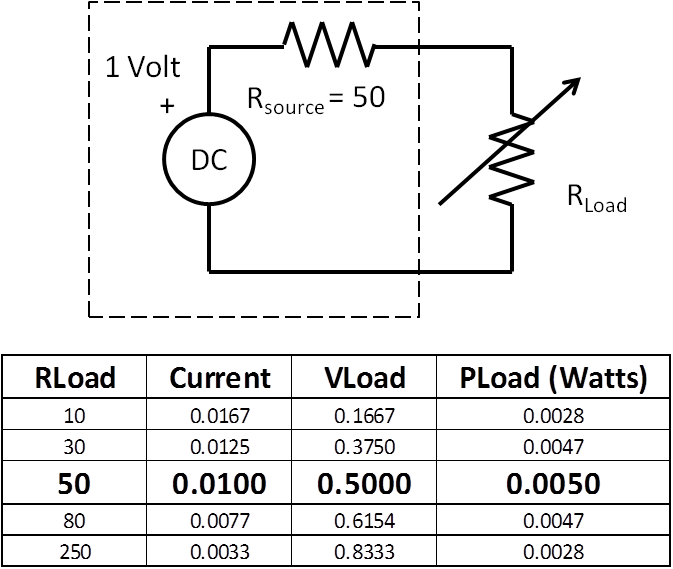 1 Volt
+
Rsource = 50
DC
RLoad
RLoad Current VLoad PLoad (Watts)
10 0.0167 0.1667 0.0028
30 0.0125 0.3750 0.0047
50 0.0100 0.5000 0.0050
80 0.0077 0.6154 0.0047
250 0.0033 0.8333 0.0028